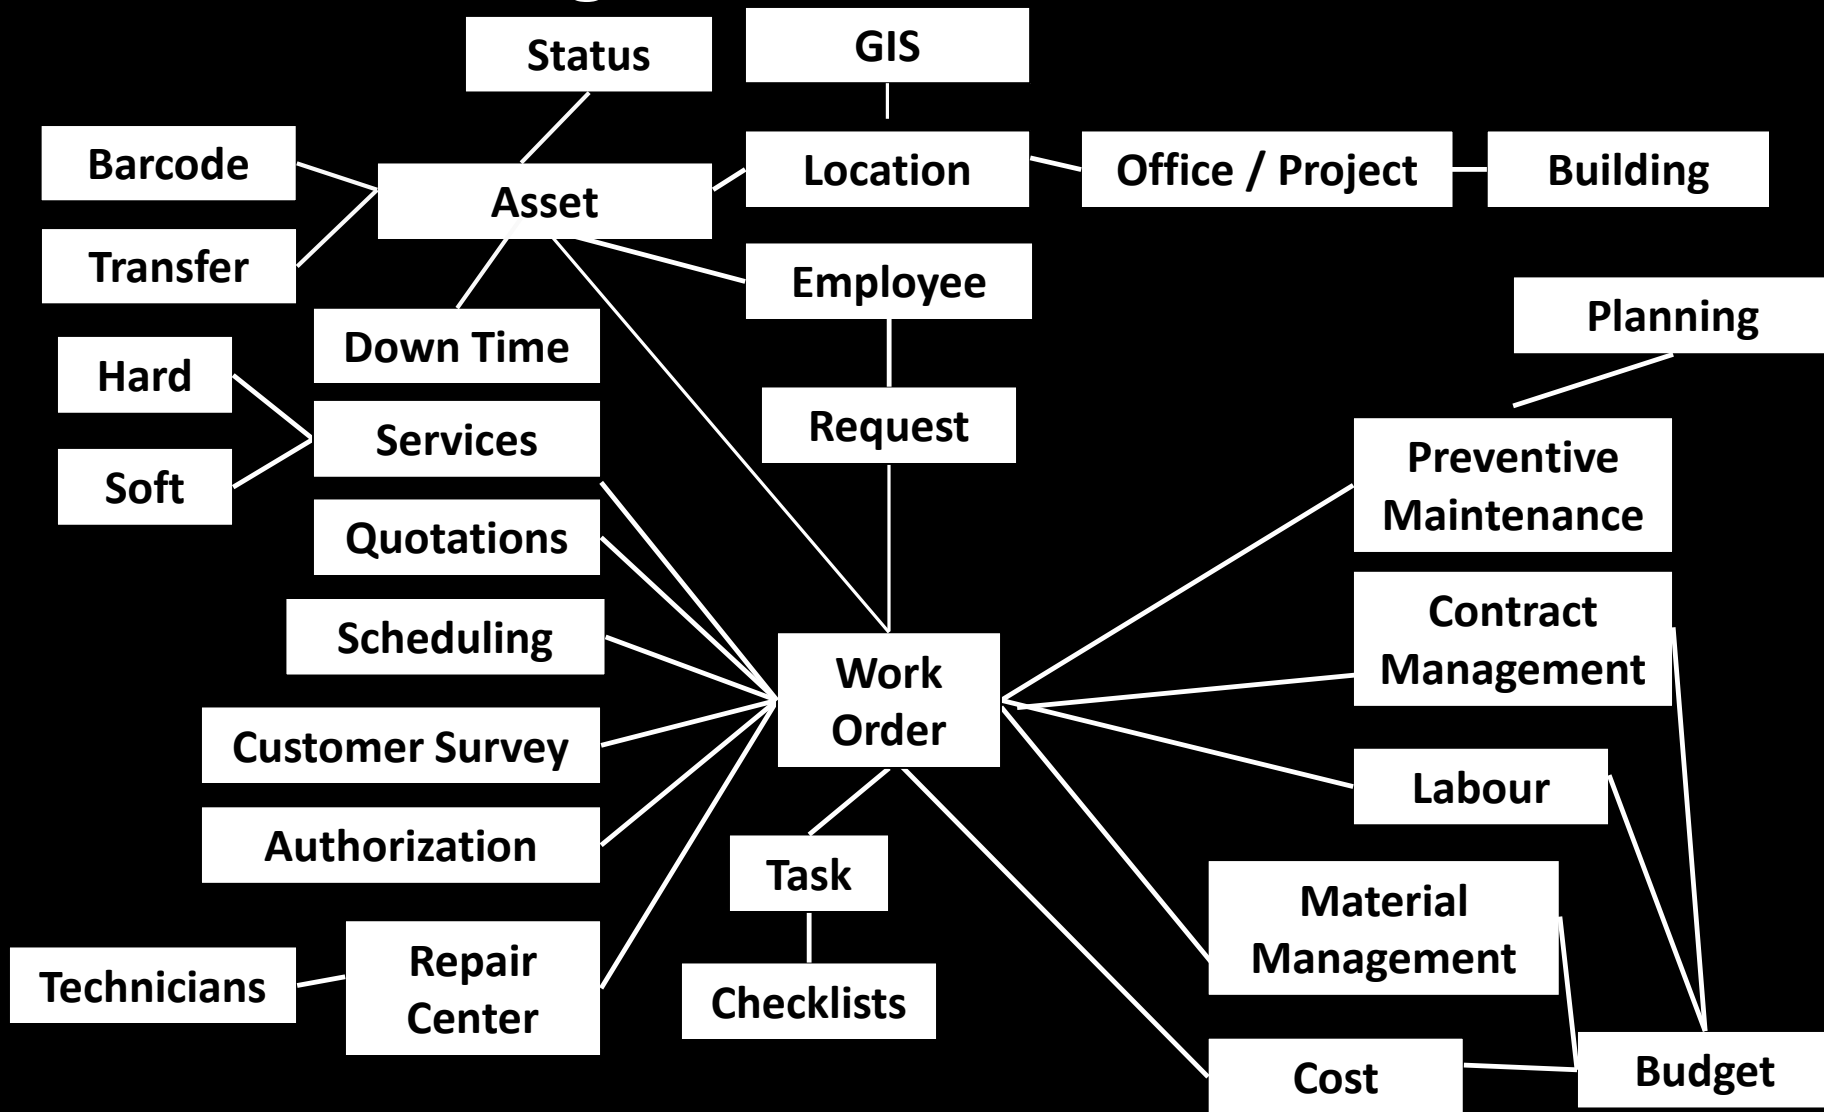 Status
GIS
Barcode
Asset
Location
Office / Project
Building
Transfer
Employee
Planning
Down Time
Hard
Services
Request
Soft
Preventive
Maintenance
Quotations
Scheduling
Work
Order
Contract
Management
Customer Survey
Labour
Authorization
Task
Material
Management
Technicians
Repair
Center
Checklists
Cost
Budget